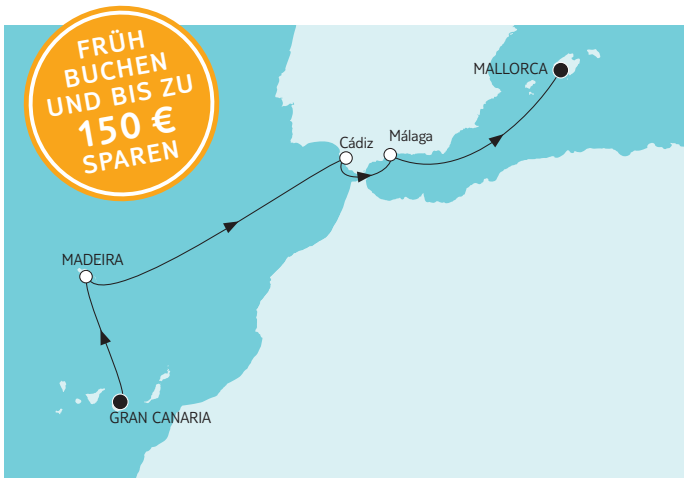 FRÜH
BUCHEN
UND BIS ZU
150 €
SPAREN
MALLORCA
Cádiz
Málaga
MADEIRA
GRAN CANARIA